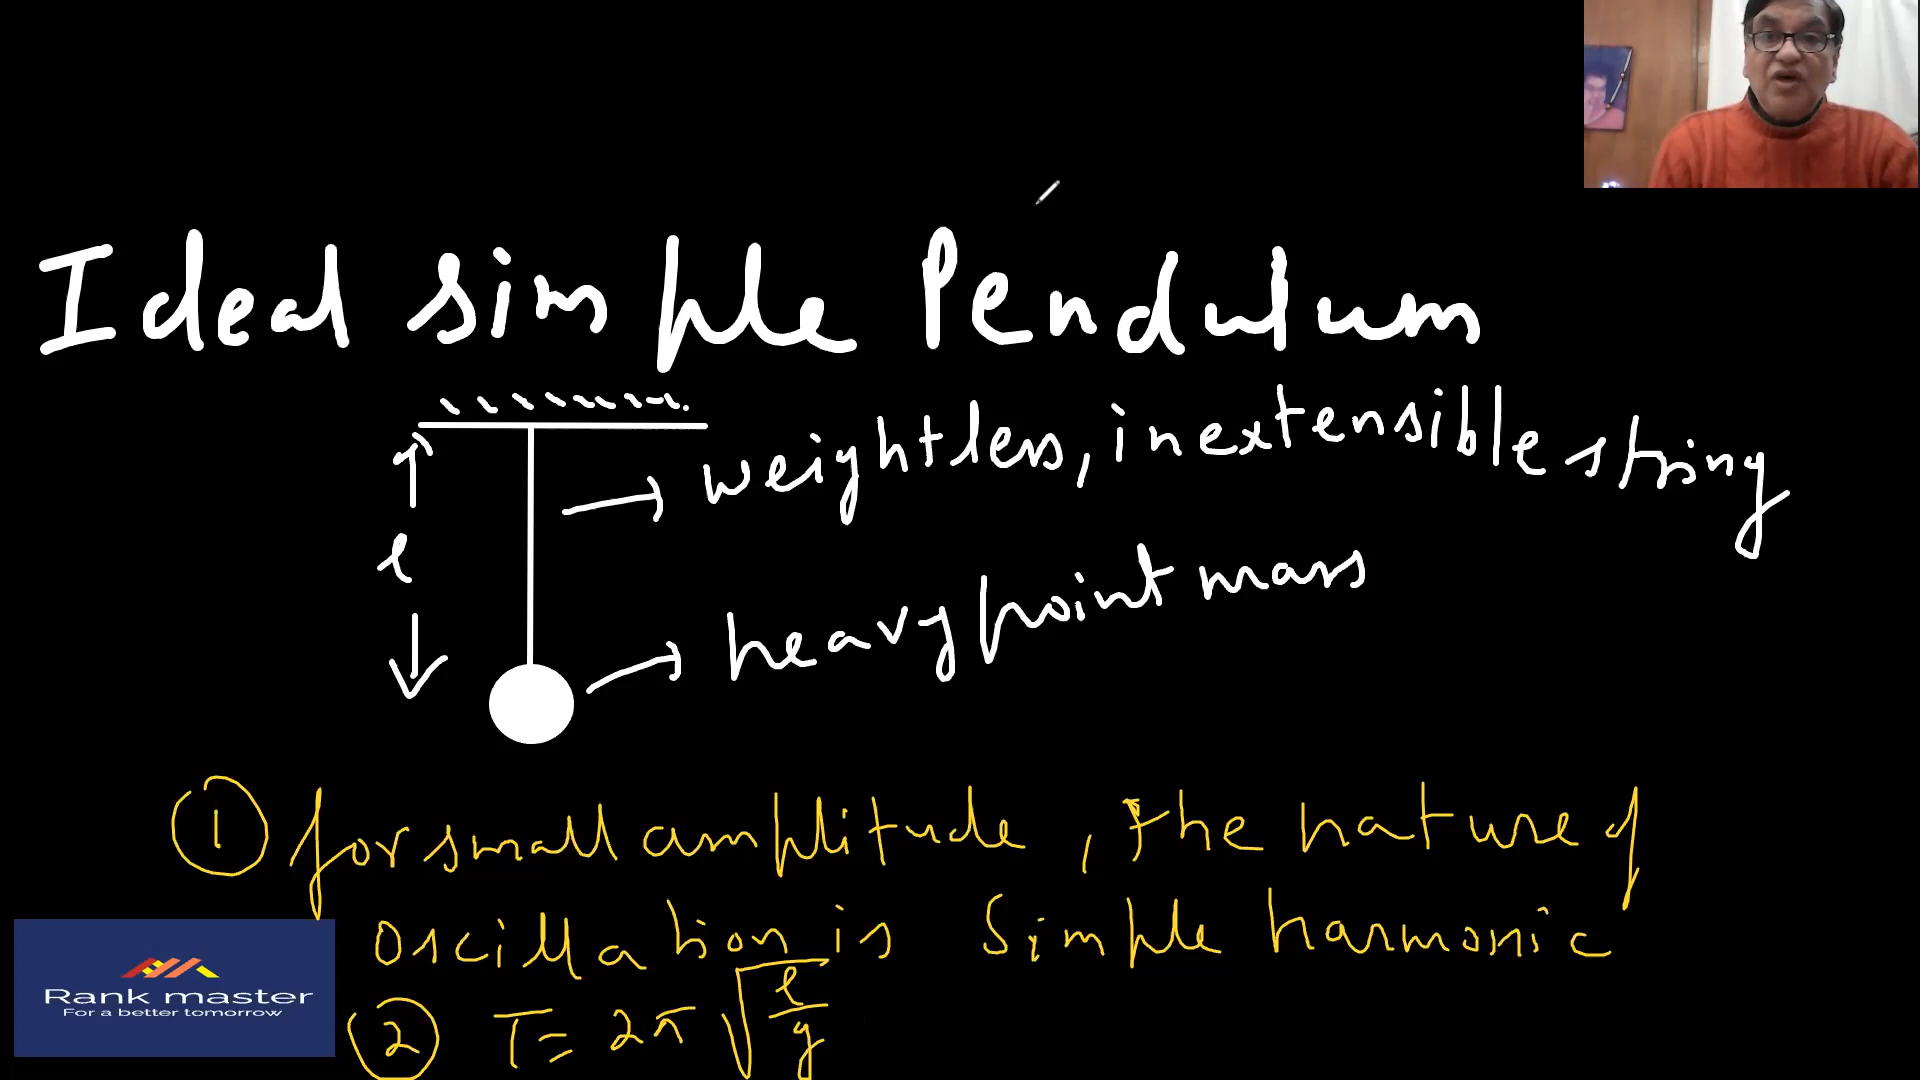 Ideal simple Pendulum
weightless, inextensible string
l
heavy point mass
① for small amplitude, the nature of
oscillation is Simple harmonic
② T = 2π √(l/g)
Rank master
For a better tomorrow